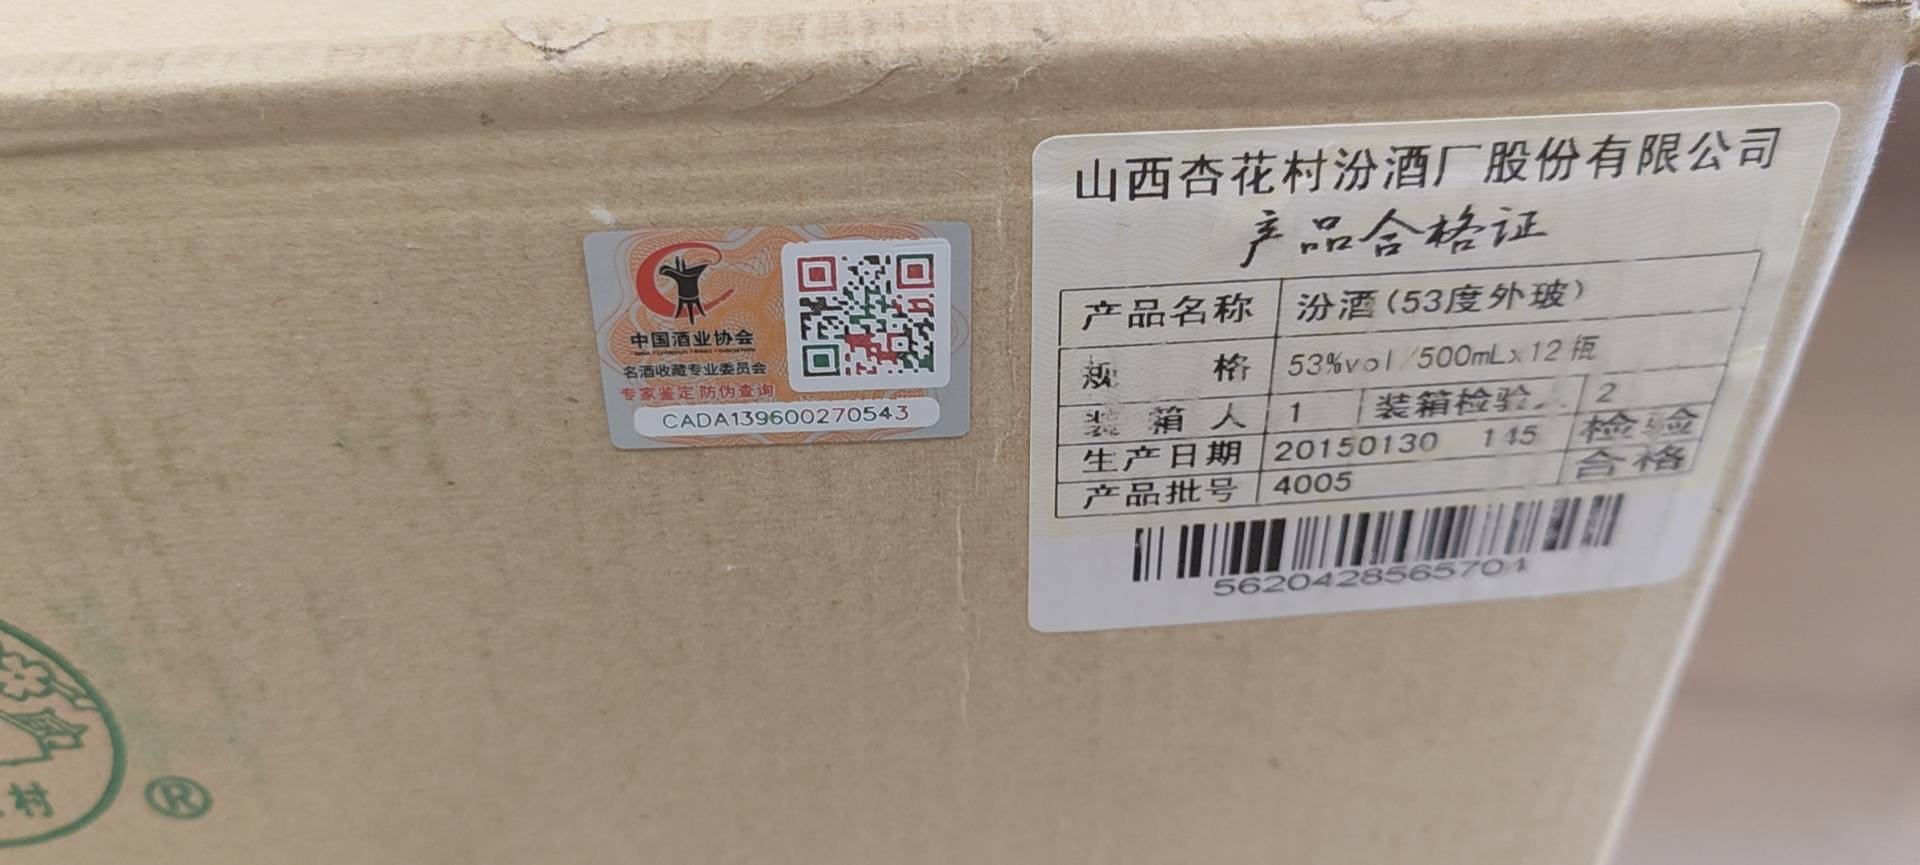 中国酒业协会
名酒收藏专业委员会
专家鉴定 防伪查询
CADA139600270543
山西杏花村汾酒厂股份有限公司
产品合格证
产品名称 汾酒(53度外玻)
规 格 53%vol/500mLx12瓶
装 箱 人 1 装箱检验人 2
生产日期 20150130 145 检验
产品批号 4005 合格
5620428565701
村
®